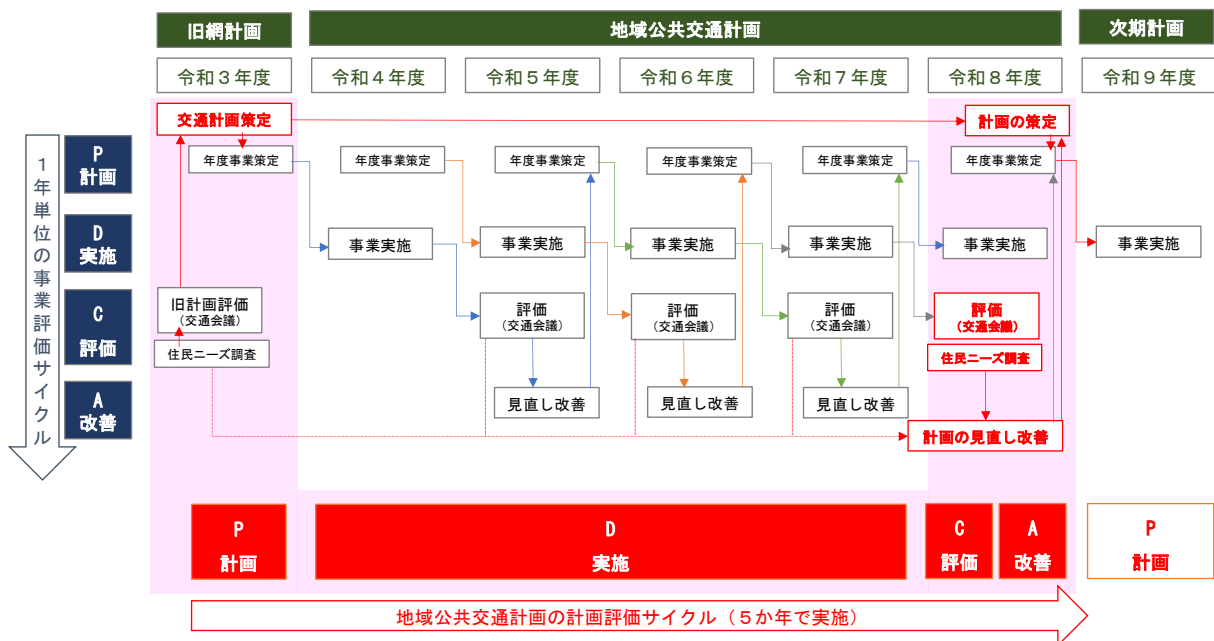 旧網計画
地域公共交通計画
次期計画
令和３年度
令和４年度
令和５年度
令和６年度
令和７年度
令和８年度
令和９年度
交通計画策定
計画の策定
１年単位の事業評価サイクル
P
計画
年度事業策定
年度事業策定
年度事業策定
年度事業策定
年度事業策定
年度事業策定
D
実施
事業実施
事業実施
事業実施
事業実施
事業実施
事業実施
C
評価
旧計画評価
（交通会議）
評価
（交通会議）
評価
（交通会議）
評価
（交通会議）
評価
（交通会議）
住民ニーズ調査
住民ニーズ調査
A
改善
見直し改善
見直し改善
見直し改善
計画の見直し改善
P
計画
D
実施
C
評価
A
改善
P
計画
地域公共交通計画の計画評価サイクル（５か年で実施）